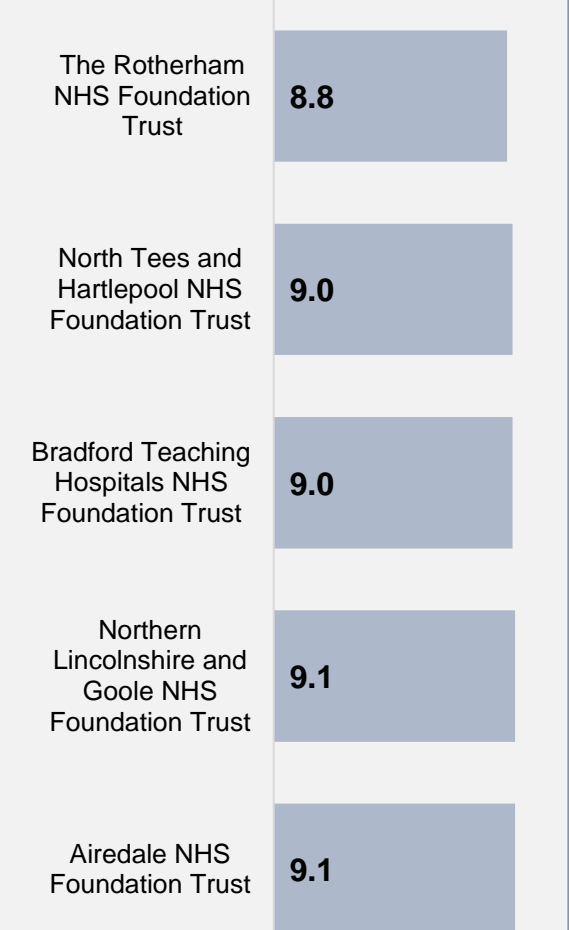 The Rotherham
NHS Foundation
Trust
8.8
North Tees and
Hartlepool NHS
Foundation Trust
9.0
Bradford Teaching
Hospitals NHS
Foundation Trust
9.0
Northern
Lincolnshire and
Goole NHS
Foundation Trust
9.1
Airedale NHS
Foundation Trust
9.1